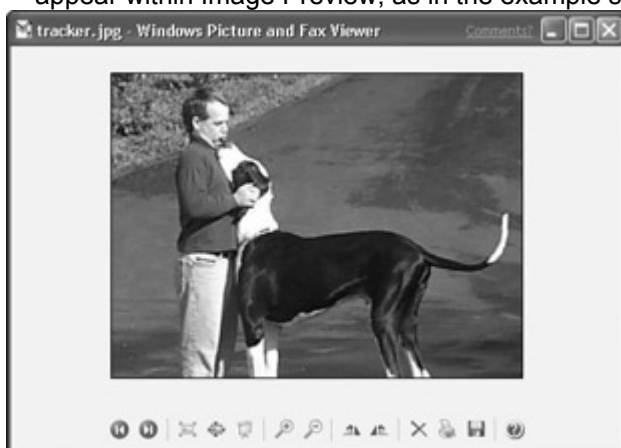 appear within Image Preview, as in the example s
tracker.jpg - Windows Picture and Fax Viewer Comments?